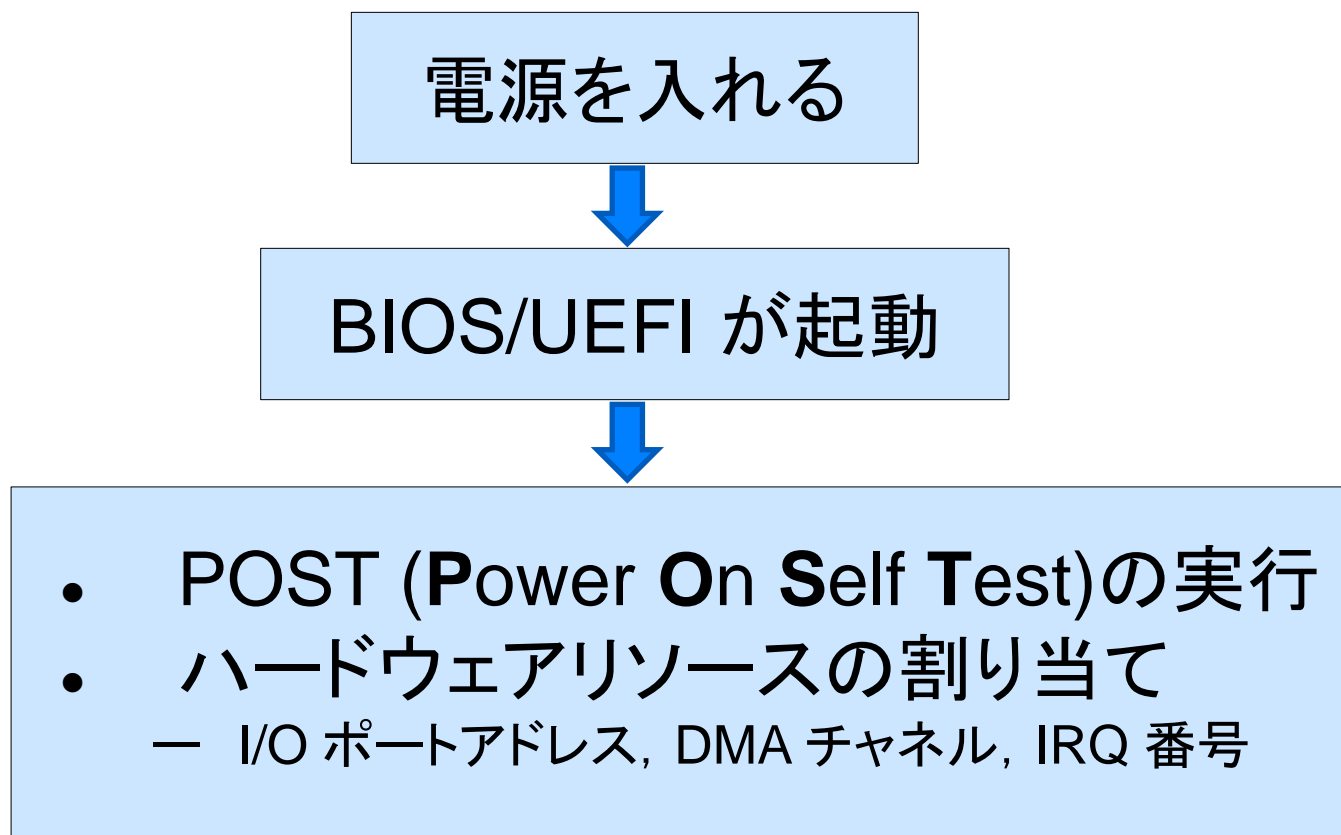 電源を入れる
BIOS/UEFI が起動
• POST (Power On Self Test)の実行
• ハードウェアリソースの割り当て
― I/O ポートアドレス, DMA チャネル, IRQ 番号